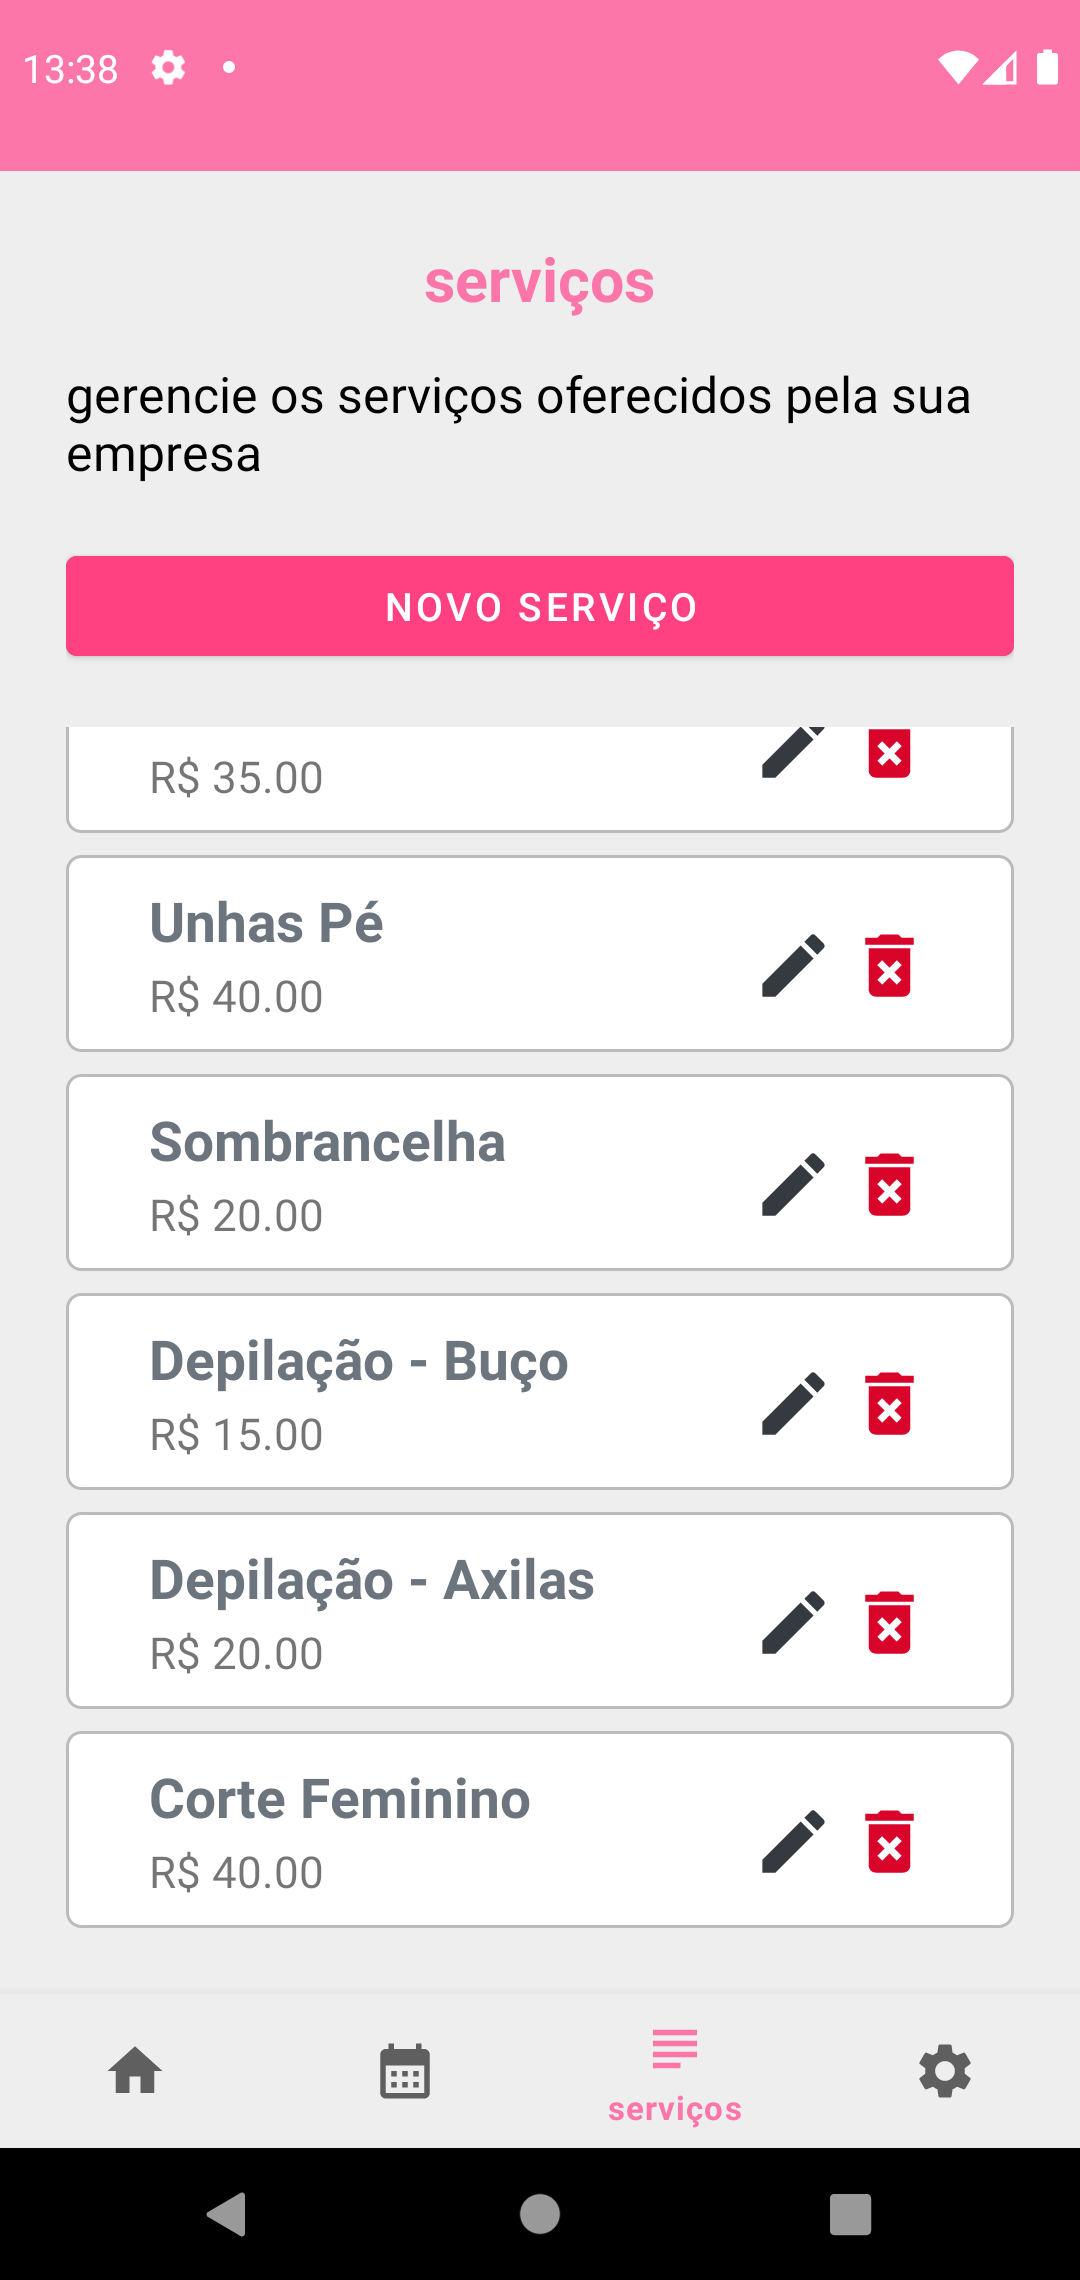 13:38
serviços
gerencie os serviços oferecidos pela sua
empresa
NOVO SERVIÇO
R$ 35.00
Unhas Pé
R$ 40.00
Sombrancelha
R$ 20.00
Depilação - Buço
R$ 15.00
Depilação - Axilas
R$ 20.00
Corte Feminino
R$ 40.00
serviços